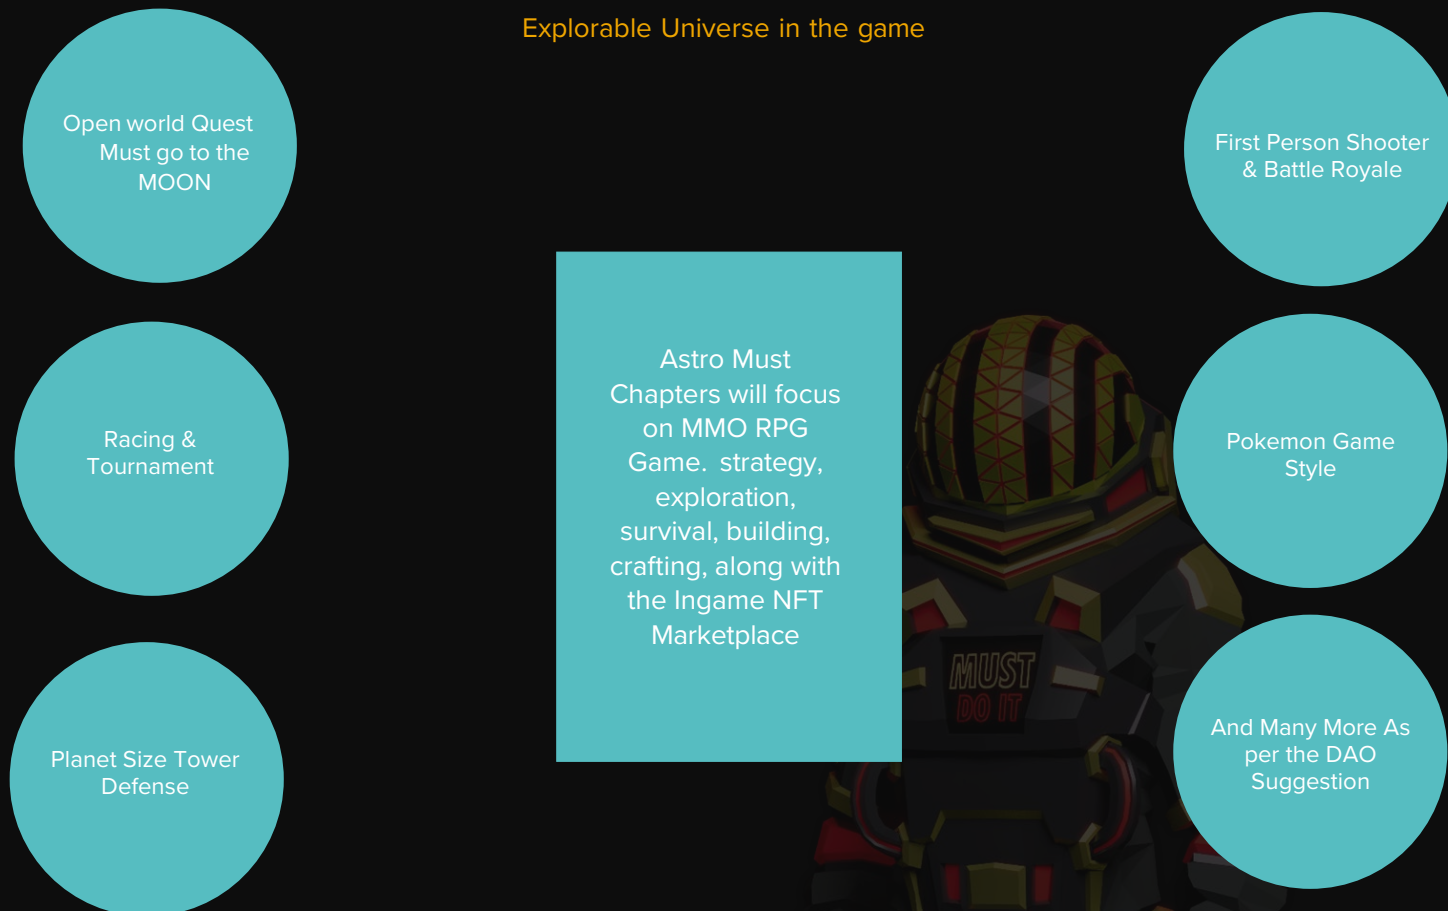 Explorable Universe in the game
Open world Quest
Must go to the
MOON
Racing &
Tournament
Planet Size Tower
Defense
Astro Must
Chapters will focus
on MMO RPG
Game. strategy,
exploration,
survival, building,
crafting, along with
the Ingame NFT
Marketplace
First Person Shooter
& Battle Royale
Pokemon Game
Style
And Many More As
per the DAO
Suggestion
MUST
DO IT